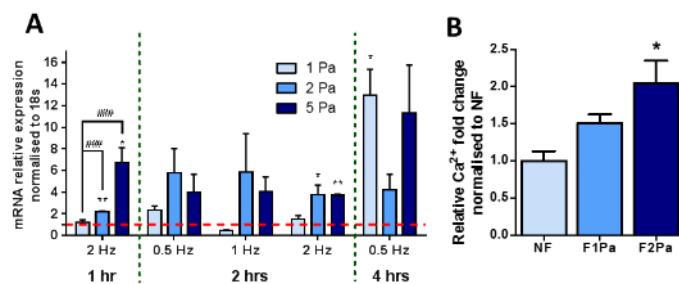 A
B
mRNA relative expression
normalised to 18s
16
14
12
10
8
6
4
2
0
1 Pa
2 Pa
5 Pa
###
###
*
**
*
**
*
2 Hz
0.5 Hz
1 Hz
2 Hz
0.5 Hz
1 hr
2 hrs
4 hrs
Relative Ca²⁺ fold change
normalised to NF
2.5
2.0
1.5
1.0
0.5
0.0
*
NF
F1Pa
F2Pa